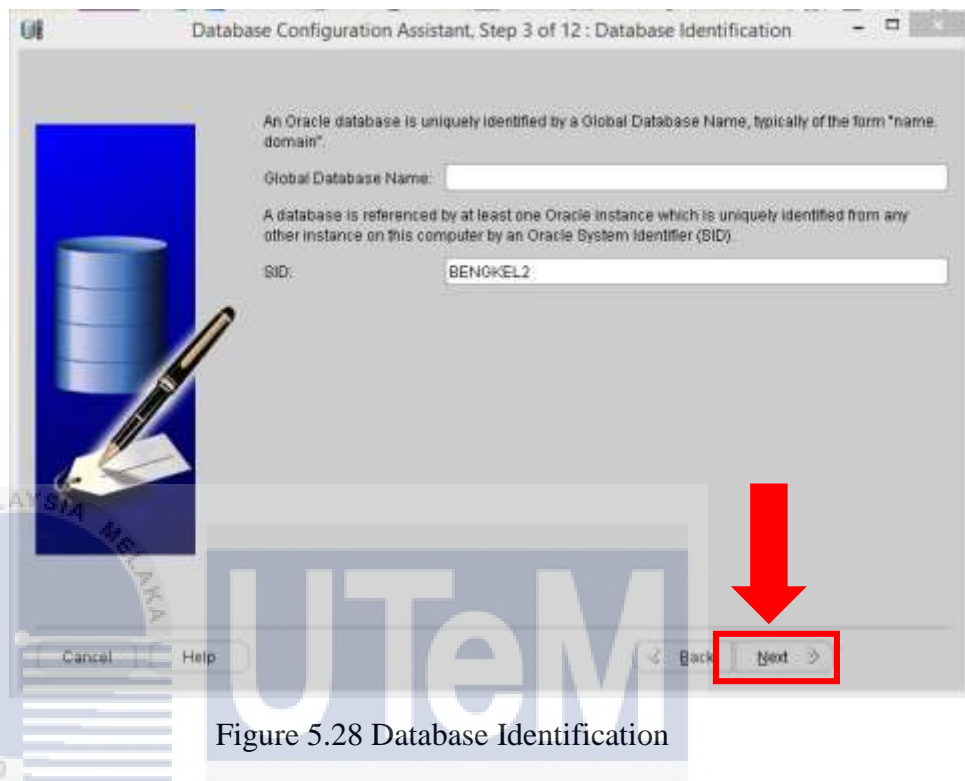 Database Configuration Assistant, Step 3 of 12 : Database Identification
An Oracle database is uniquely identified by a Global Database Name, typically of the form "name.
domain".
Global Database Name:
A database is referenced by at least one Oracle instance which is uniquely identified from any
other instance on this computer by an Oracle System Identifier (SID).
SID: BENGKEL2
AYSIA MELAKA
UTeM
Cancel Help Back Next
Figure 5.28 Database Identification